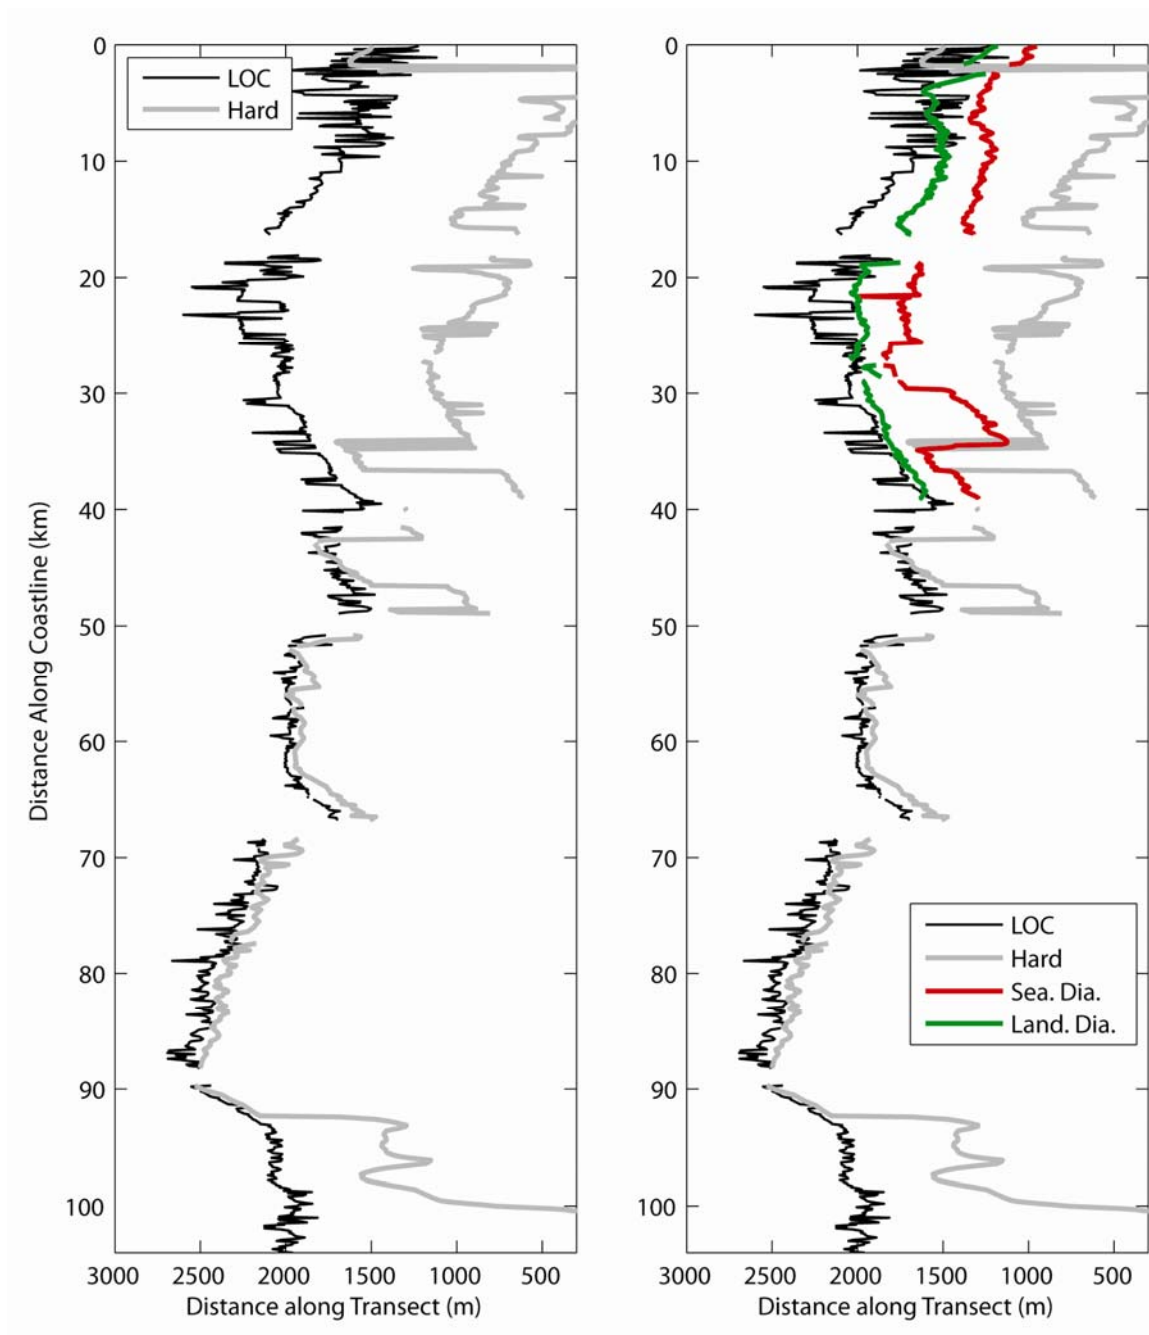 LOC
Hard
0
10
20
30
40
50
60
70
80
90
100
3000 2500 2000 1500 1000 500
Distance along Transect (m)
Distance Along Coastline (km)
0
10
20
30
40
50
60
70
80
90
100
LOC
Hard
Sea. Dia.
Land. Dia.
3000 2500 2000 1500 1000 500
Distance along Transect (m)